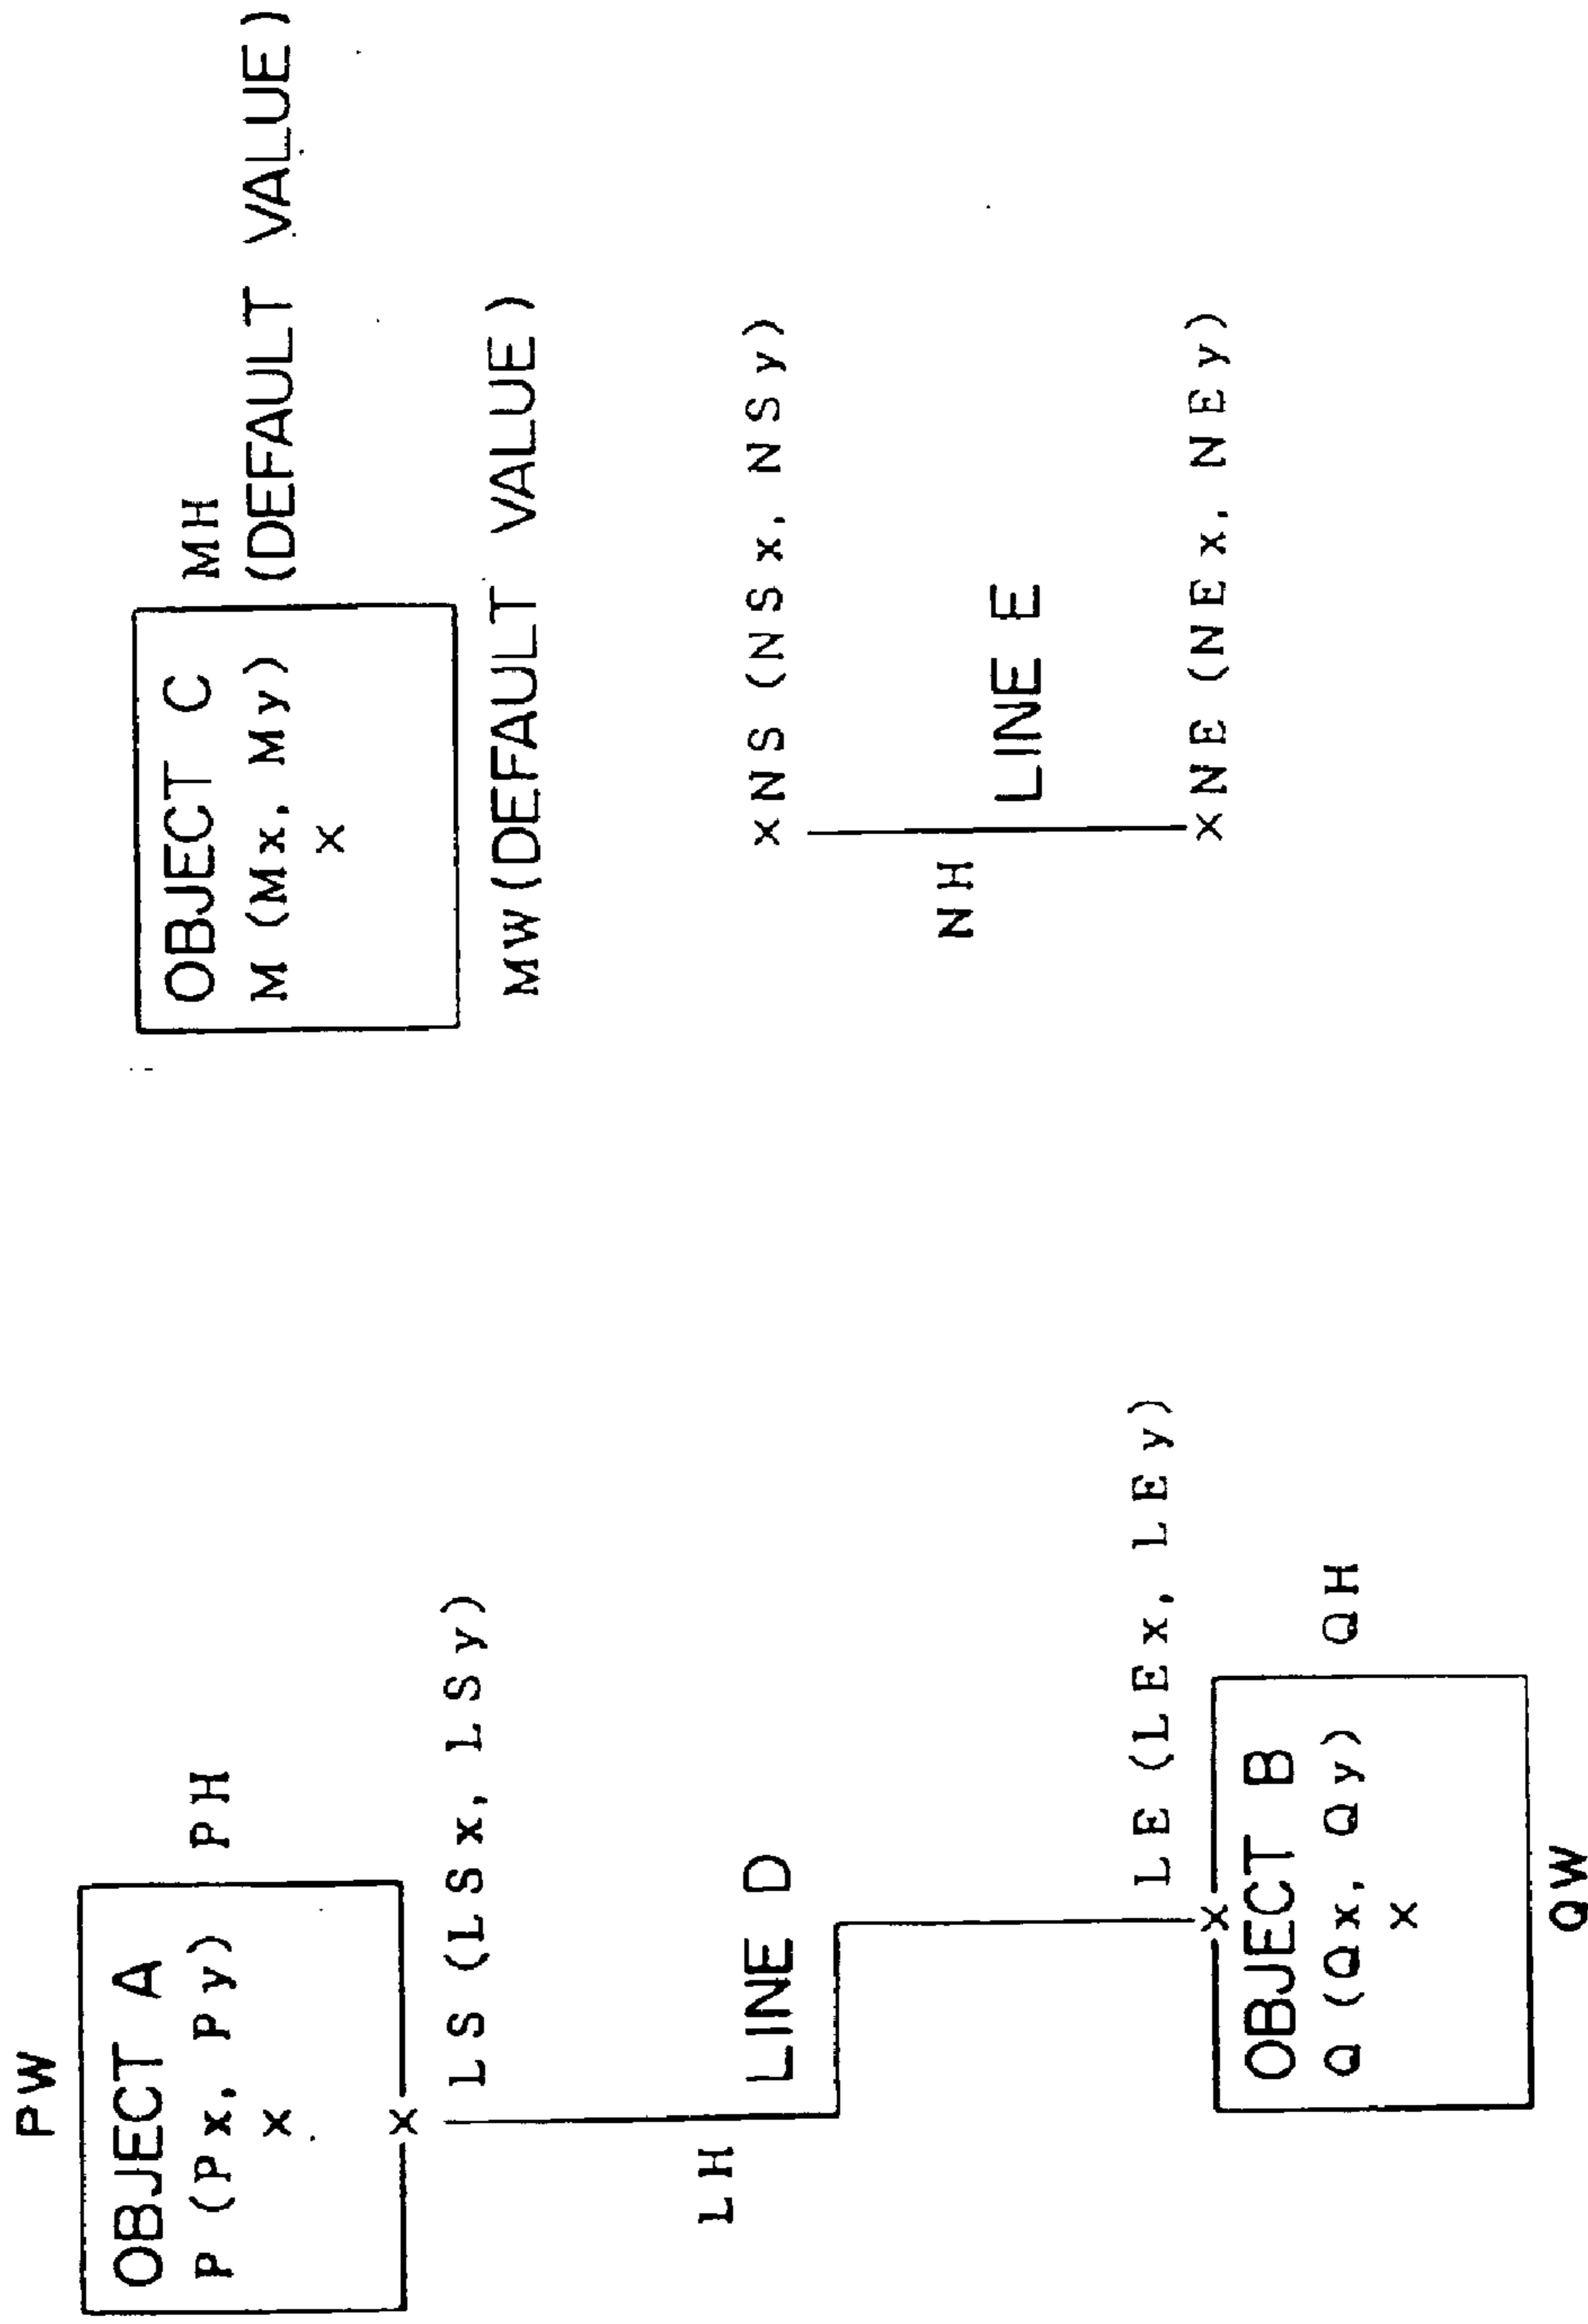 PW
OBJECT A
P (Px, Py)
PH
LS (LSx, LSy)
LH
LINE D
LE (LEx, LEy)
OBJECT B
Q (Qx, Qy)
QH
QW
OBJECT C
M (Mx, My)
MH
(DEFAULT VALUE)
MW (DEFAULT VALUE)
NS (NSx, NSy)
NH
LINE E
NE (NEx, NEy)